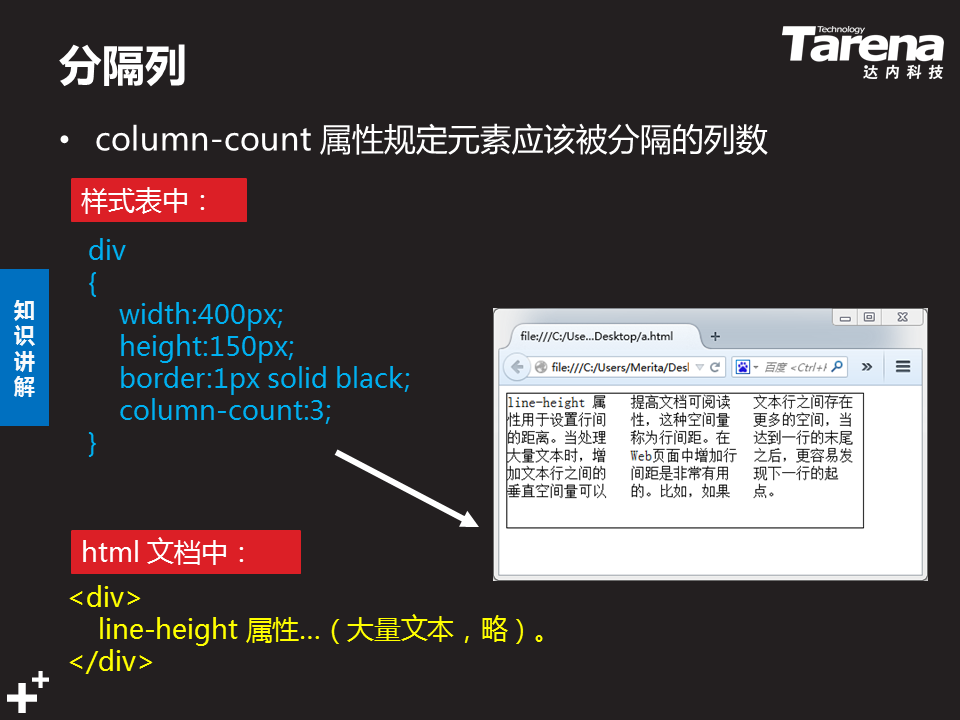 分隔列
Technology
Tarena
达内科技
• column-count 属性规定元素应该被分隔的列数
样式表中：
div
{
width:400px;
height:150px;
border:1px solid black;
column-count:3;
}
知识讲解
file:///C:/Use...Desktop/a.html
file:///C:/Users/Merita/Desl
百度 <Ctrl+I
line-height 属
性用于设置行间
的距离。当处理
大量文本时，增
加文本行之间的
垂直空间量可以
提高文档可阅读
性，这种空间量
称为行间距。在
Web页面中增加行
间距是非常有用
的。比如，如果
文本行之间存在
更多的空间，当
达到一行的末尾
之后，更容易发
现下一行的起
点。
html 文档中：
<div>
line-height 属性...（大量文本，略）。
</div>